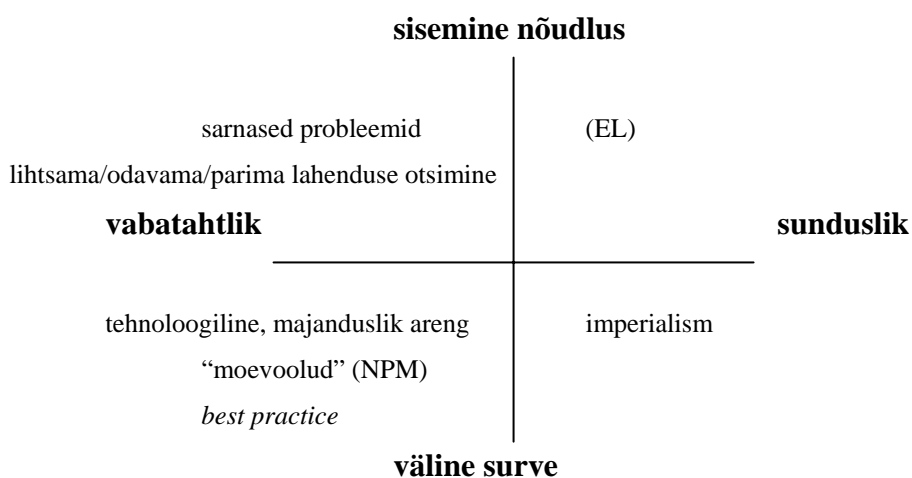 sisemine nõudlus
sarnased probleemid (EL)
lihtsama/odavama/parima lahenduse otsimine
vabatahtlik sunduslik
tehnoloogiline, majanduslik areng imperialism
“moevoolud” (NPM)
best practice
väline surve